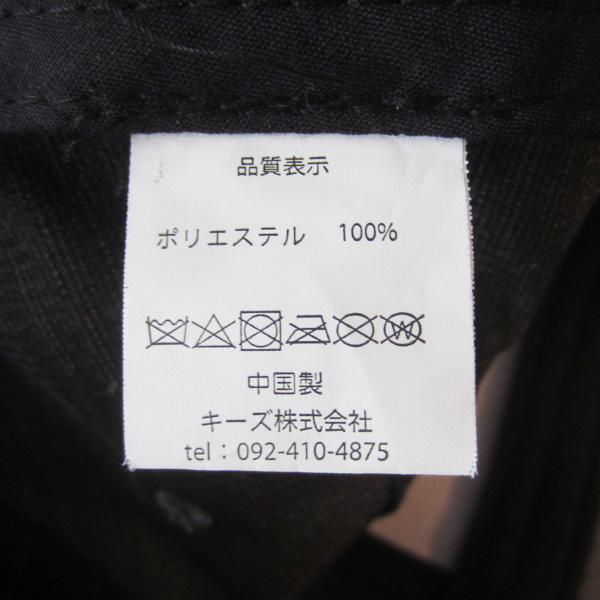 品質表示
ポリエステル 100%
中国製
キーズ株式会社
tel：092-410-4875